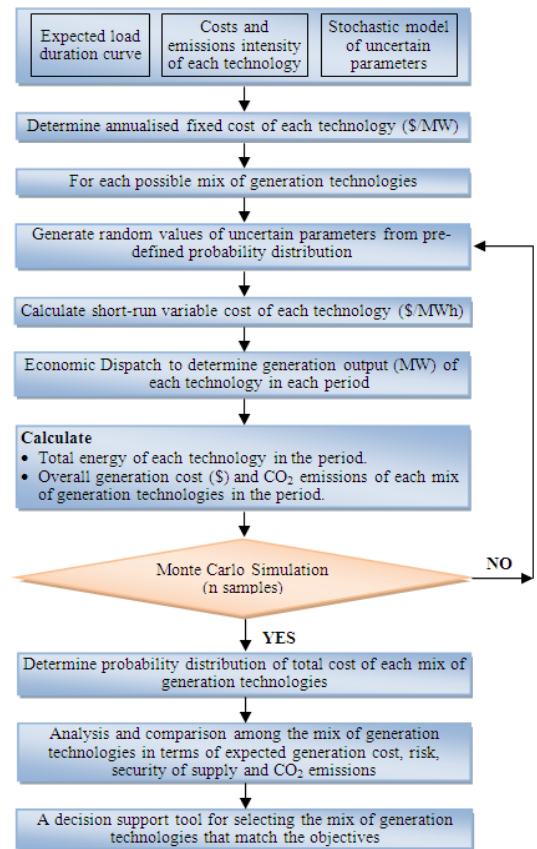 Expected load
duration curve
Costs and
emissions intensity
of each technology
Stochastic model
of uncertain
parameters
Determine annualised fixed cost of each technology ($/MW)
For each possible mix of generation technologies
Generate random values of uncertain parameters from pre-
defined probability distribution
Calculate short-run variable cost of each technology ($/MWh)
Economic Dispatch to determine generation output (MW) of
each technology in each period
Calculate
• Total energy of each technology in the period.
• Overall generation cost ($) and CO₂ emissions of each mix
of generation technologies in the period.
Monte Carlo Simulation
(n samples)
NO
YES
Determine probability distribution of total cost of each mix of
generation technologies
Analysis and comparison among the mix of generation
technologies in terms of expected generation cost, risk,
security of supply and CO₂ emissions
A decision support tool for selecting the mix of generation
technologies that match the objectives